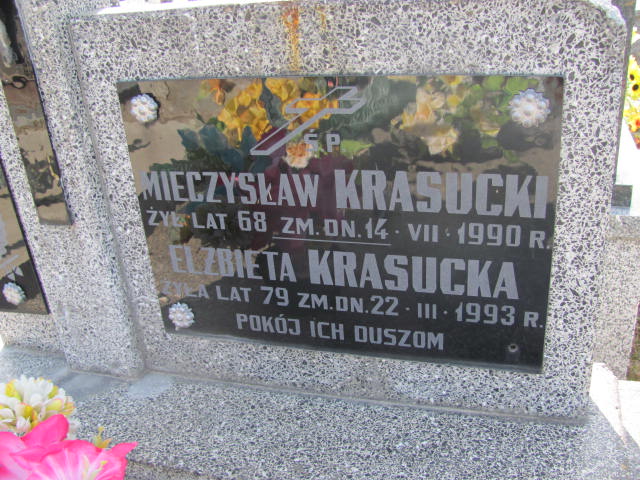 Ś P
MIECZYSŁAW KRASUCKI
ŻYŁ LAT 68 ZM. DN. 14 · VII · 1990 R.
ELŻBIETA KRASUCKA
ŻYŁA LAT 79 ZM. DN. 22 · III · 1993 R.
POKÓJ ICH DUSZOM